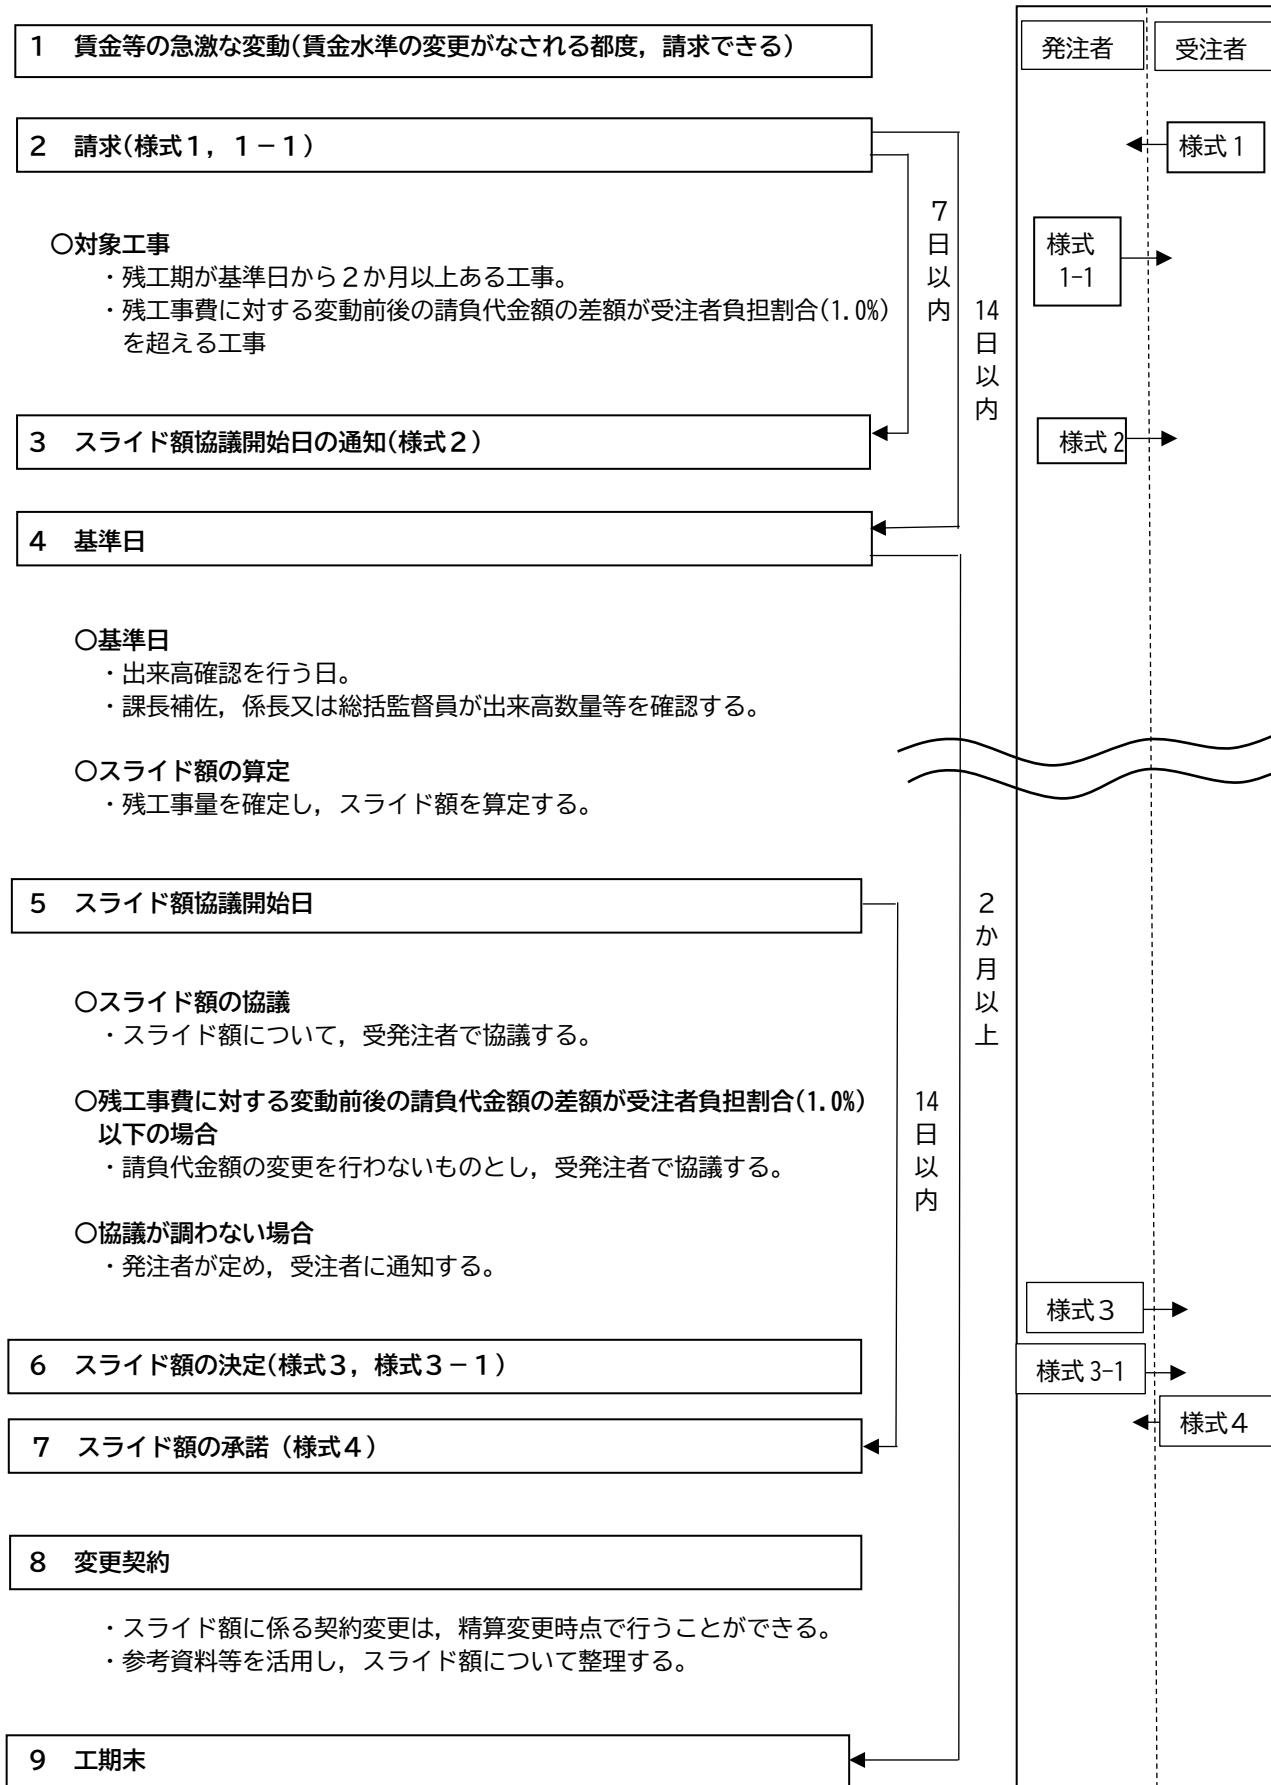 1 賃金等の急激な変動(賃金水準の変更がなされる都度，請求できる)
発注者
受注者
2 請求(様式1，1－1)
様式1
7日以内
14日以内
○対象工事
・残工期が基準日から2か月以上ある工事。
・残工事費に対する変動前後の請負代金額の差額が受注者負担割合(1.0%)
を超える工事
様式
1-1
3 スライド額協議開始日の通知(様式2)
様式2
4 基準日
○基準日
・出来高確認を行う日。
・課長補佐，係長又は総括監督員が出来高数量等を確認する。
○スライド額の算定
・残工事量を確定し，スライド額を算定する。
5 スライド額協議開始日
2か月以上
○スライド額の協議
・スライド額について，受発注者で協議する。
○残工事費に対する変動前後の請負代金額の差額が受注者負担割合(1.0%)
以下の場合
・請負代金額の変更を行わないものとし，受発注者で協議する。
14日以内
○協議が調わない場合
・発注者が定め，受注者に通知する。
様式3
6 スライド額の決定(様式3，様式3－1)
様式3-1
7 スライド額の承諾（様式4）
様式4
8 変更契約
・スライド額に係る契約変更は，精算変更時点で行うことができる。
・参考資料等を活用し，スライド額について整理する。
9 工期末